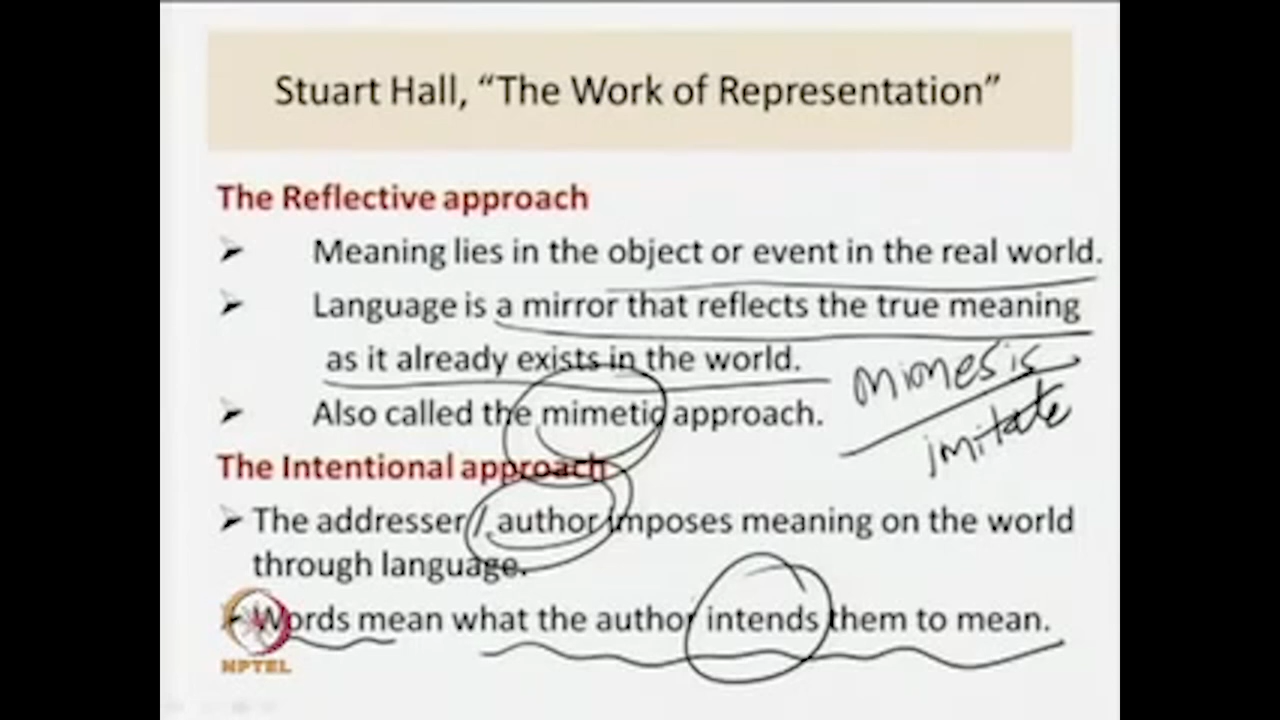 Stuart Hall, “The Work of Representation”
The Reflective approach
➢ Meaning lies in the object or event in the real world.
➢ Language is a mirror that reflects the true meaning
as it already exists in the world.
mimesis
➢ Also called the mimetic approach.
imitate
The Intentional approach
➢ The addresser / author imposes meaning on the world
through language.
➢ Words mean what the author intends them to mean.
NPTEL